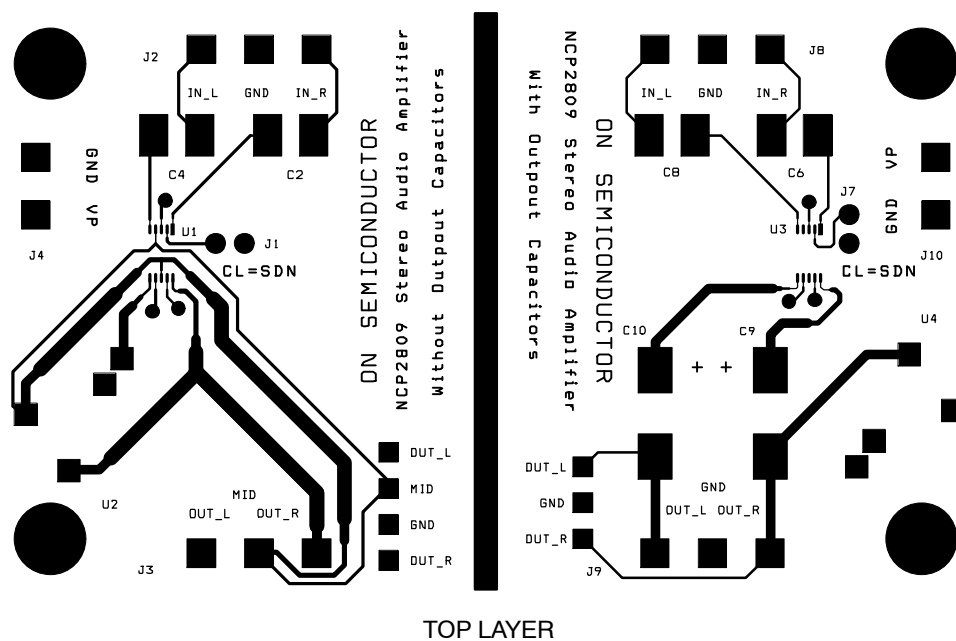 J2
IN_L GND IN_R
C4
C2
GND VP
J4
U1
J1
CL=SDN
ON SEMICONDUCTOR
NCP2809 Stereo Audio Amplifier
Without Outpout Capacitors
U2
MID
OUT_L OUT_R
J3
OUT_L
MID
GND
OUT_R
NCP2809 Stereo Audio Amplifier
With Outpout Capacitors
ON SEMICONDUCTOR
J8
IN_L GND IN_R
C8
C6
GND VP
J7
U3
J10
CL=SDN
U4
C10
C9
+ +
OUT_L
GND
OUT_R
GND
OUT_L OUT_R
J9
TOP LAYER